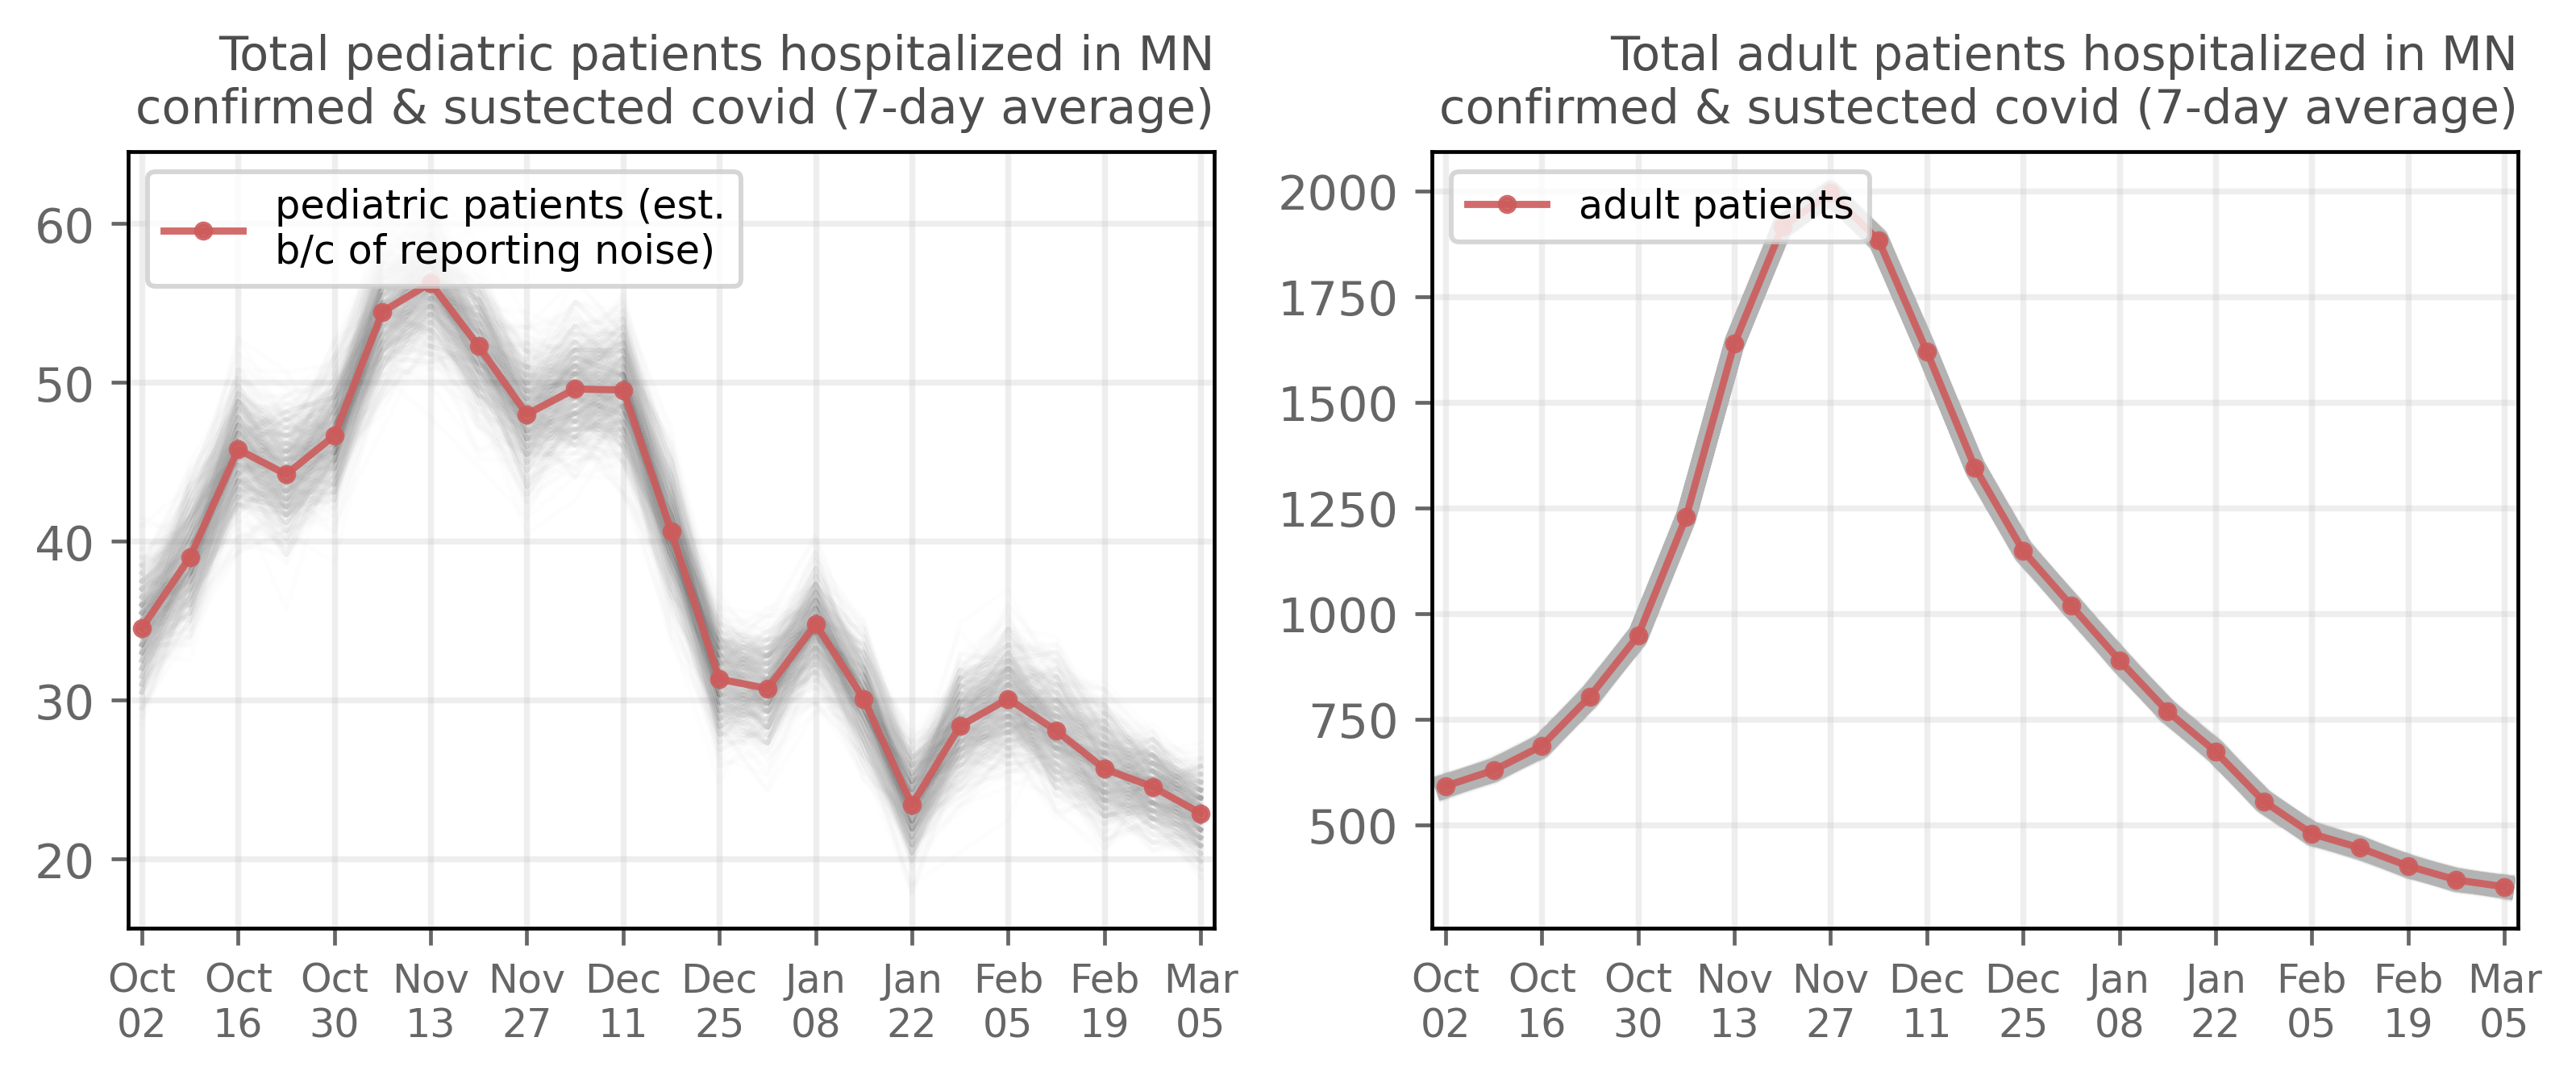 Total pediatric patients hospitalized in MN
confirmed & sustected covid (7-day average)
pediatric patients (est.
b/c of reporting noise)
60
50
40
30
20
Oct Oct Oct Nov Nov Dec Dec Jan Jan Feb Feb Mar
02 16 30 13 27 11 25 08 22 05 19 05
Total adult patients hospitalized in MN
confirmed & sustected covid (7-day average)
adult patients
2000
1750
1500
1250
1000
750
500
Oct Oct Oct Nov Nov Dec Dec Jan Jan Feb Feb Mar
02 16 30 13 27 11 25 08 22 05 19 05